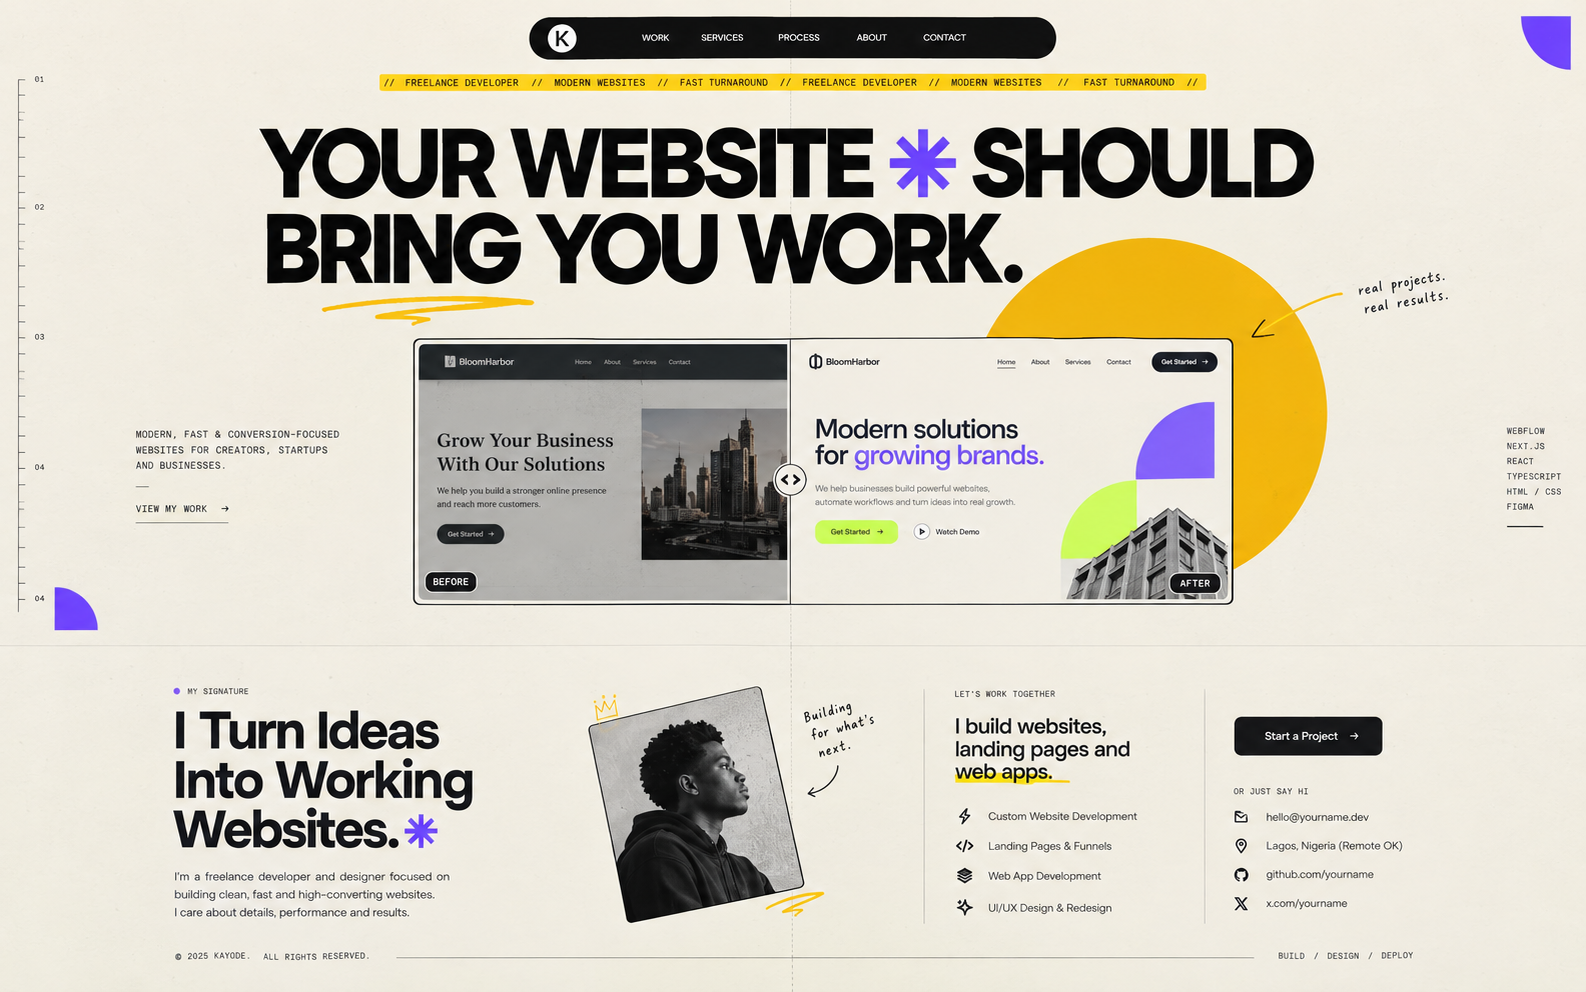 K
WORK SERVICES PROCESS ABOUT CONTACT
// FREELANCE DEVELOPER // MODERN WEBSITES // FAST TURNAROUND // FREELANCE DEVELOPER // MODERN WEBSITES // FAST TURNAROUND //
YOUR WEBSITE SHOULD
BRING YOU WORK.
01
02
03
04
04
real projects.
real results.
MODERN, FAST & CONVERSION-FOCUSED
WEBSITES FOR CREATORS, STARTUPS
AND BUSINESSES.
VIEW MY WORK →
BloomHarbor
Home About Services Contact
Grow Your Business
With Our Solutions
We help you build a stronger online presence
and reach more customers.
Get Started →
BEFORE
BloomHarbor
Home About Services Contact
Get Started →
Modern solutions
for growing brands.
We help businesses build powerful websites,
automate workflows and turn ideas into real growth.
Get Started →
Watch Demo
AFTER
WEBFLOW
NEXT.JS
REACT
TYPESCRIPT
HTML / CSS
FIGMA
MY SIGNATURE
I Turn Ideas
Into Working
Websites.
I'm a freelance developer and designer focused on
building clean, fast and high-converting websites.
I care about details, performance and results.
Building
for what's
next.
LET'S WORK TOGETHER
I build websites,
landing pages and
web apps.
Custom Website Development
Landing Pages & Funnels
Web App Development
UI/UX Design & Redesign
Start a Project →
OR JUST SAY HI
hello@yourname.dev
Lagos, Nigeria (Remote OK)
github.com/yourname
x.com/yourname
© 2025 KAYODE. ALL RIGHTS RESERVED.
BUILD / DESIGN / DEPLOY